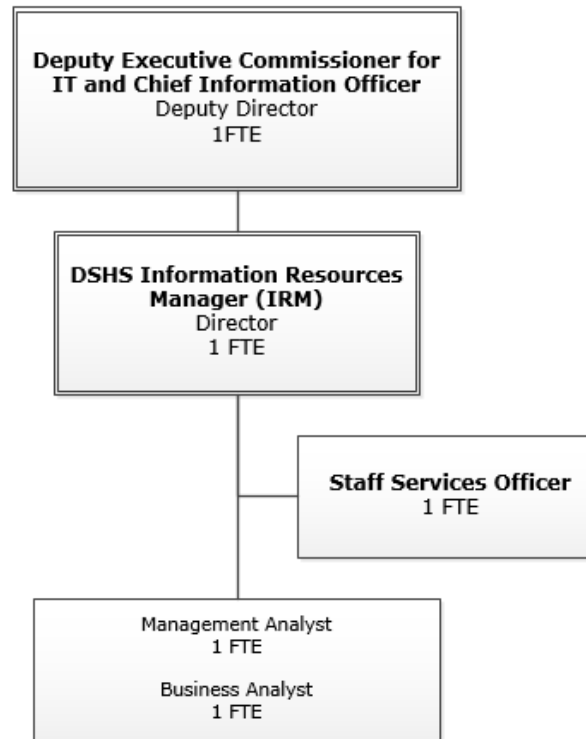 Deputy Executive Commissioner for
IT and Chief Information Officer
Deputy Director
1FTE
DSHS Information Resources
Manager (IRM)
Director
1 FTE
Staff Services Officer
1 FTE
Management Analyst
1 FTE
Business Analyst
1 FTE